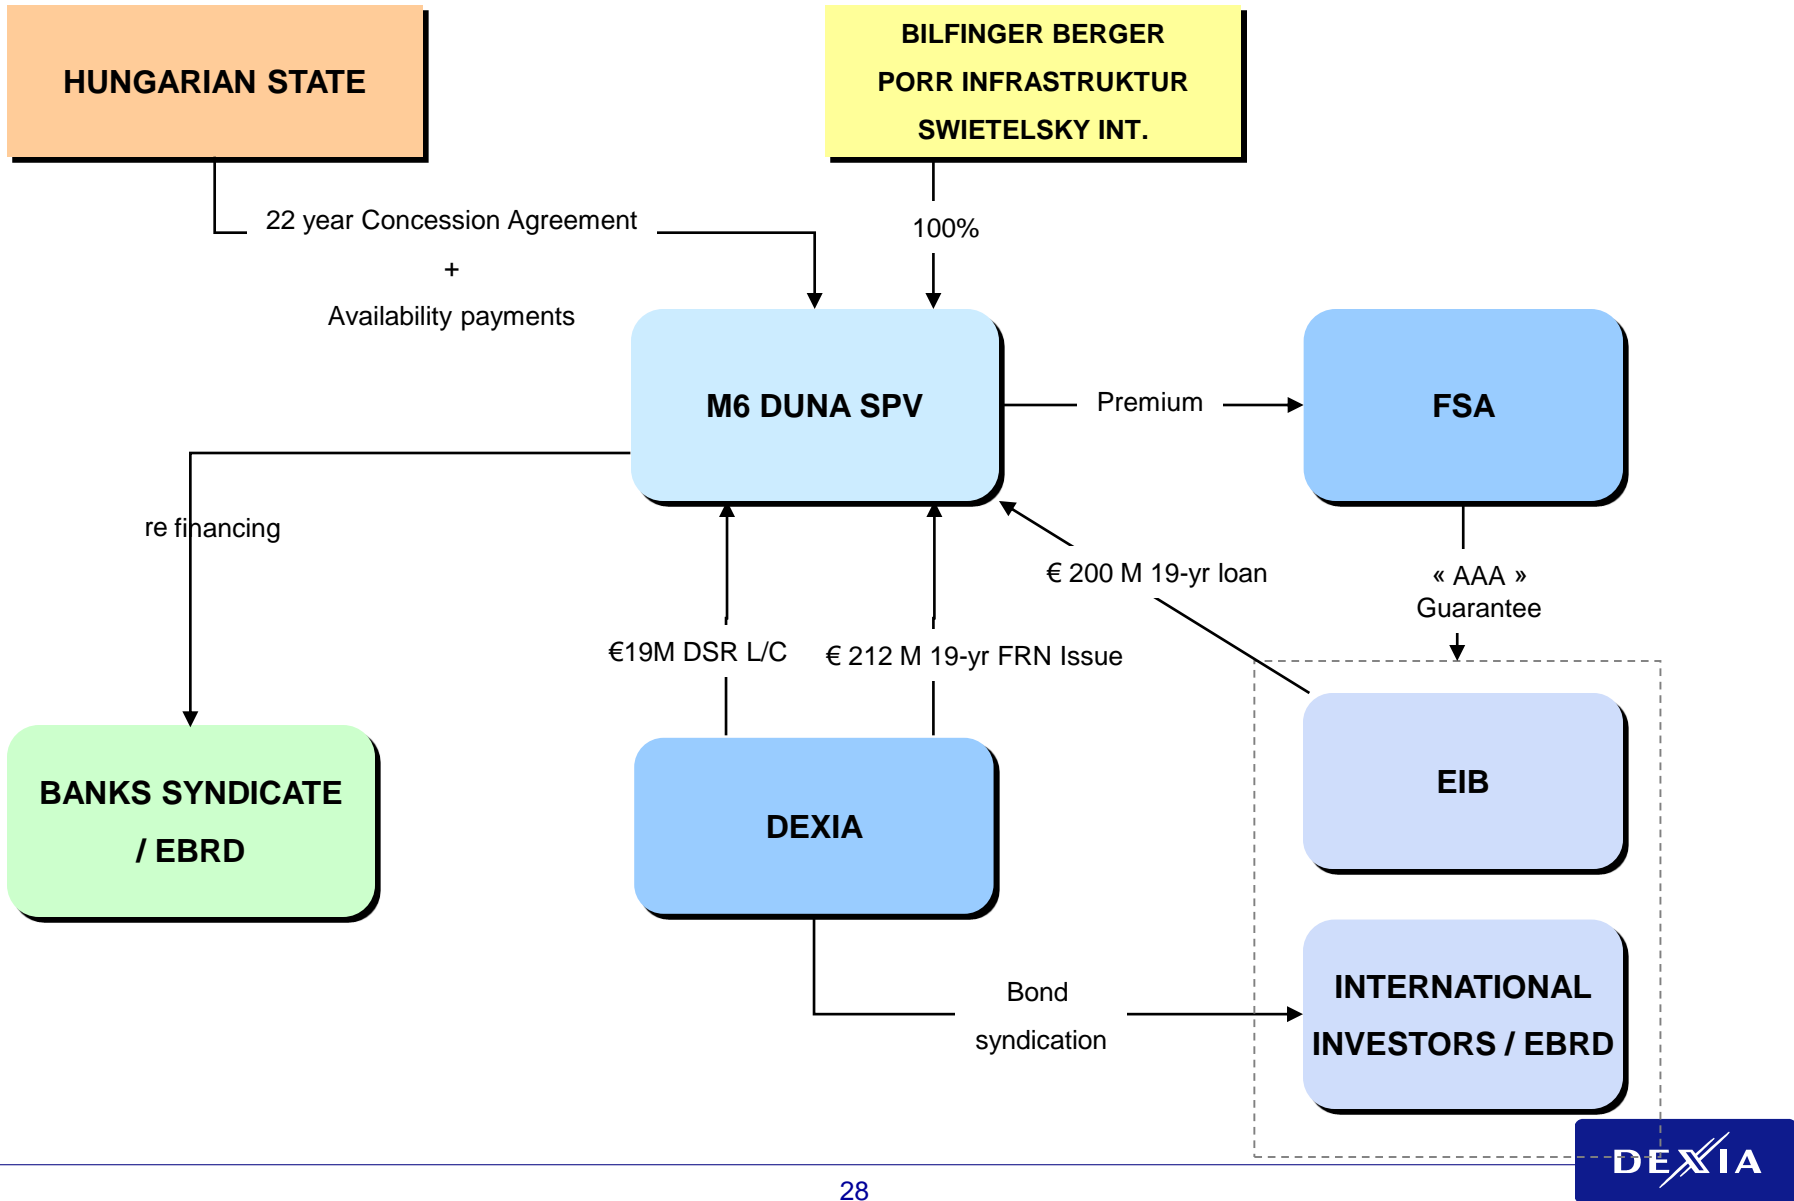 HUNGARIAN STATE
BILFINGER BERGER
PORR INFRASTRUKTUR
SWIETELSKY INT.
22 year Concession Agreement
+
Availability payments
100%
M6 DUNA SPV
Premium
FSA
re financing
€ 200 M 19-yr loan
« AAA »
Guarantee
€19M DSR L/C
€ 212 M 19-yr FRN Issue
BANKS SYNDICATE
/ EBRD
DEXIA
EIB
Bond
syndication
INTERNATIONAL
INVESTORS / EBRD
DEXIA
28